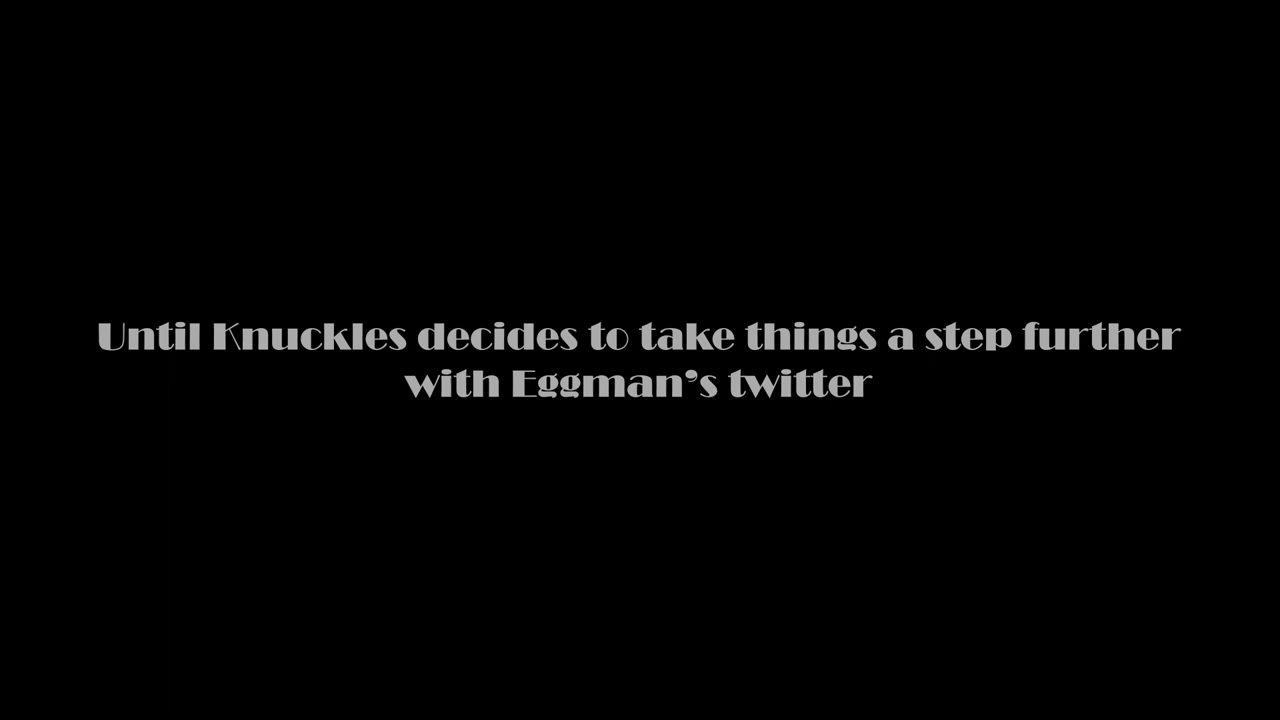 Until Knuckles decides to take things a step further
with Eggman's twitter